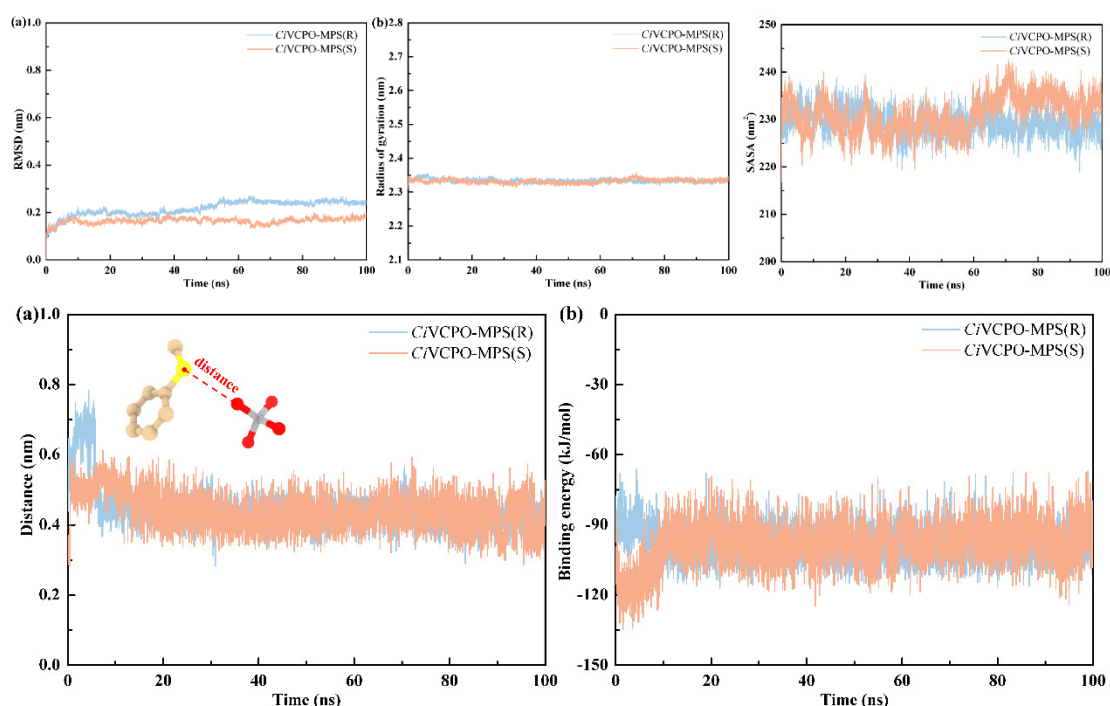 (a)
1.0
0.8
0.6
0.4
0.2
0.0
RMSD (nm)
CiVCPO-MPS(R)
CiVCPO-MPS(S)
0 20 40 60 80 100
Time (ns)
(b)
2.8
2.7
2.6
2.5
2.4
2.3
2.2
2.1
Radius of gyration (nm)
CiVCPO-MPS(R)
CiVCPO-MPS(S)
0 20 40 60 80 100
Time (ns)
250
240
230
220
210
200
SASA (nm²)
CiVCPO-MPS(R)
CiVCPO-MPS(S)
0 20 40 60 80 100
Time (ns)
(a)
1.0
0.8
0.6
0.4
0.2
0.0
Distance (nm)
distance
CiVCPO-MPS(R)
CiVCPO-MPS(S)
0 10 20 30 40 50 60 70 80 90 100
Time (ns)
(b)
0
-30
-60
-90
-120
-150
Binding energy (kJ/mol)
CiVCPO-MPS(R)
CiVCPO-MPS(S)
0 20 40 60 80 100
Time (ns)